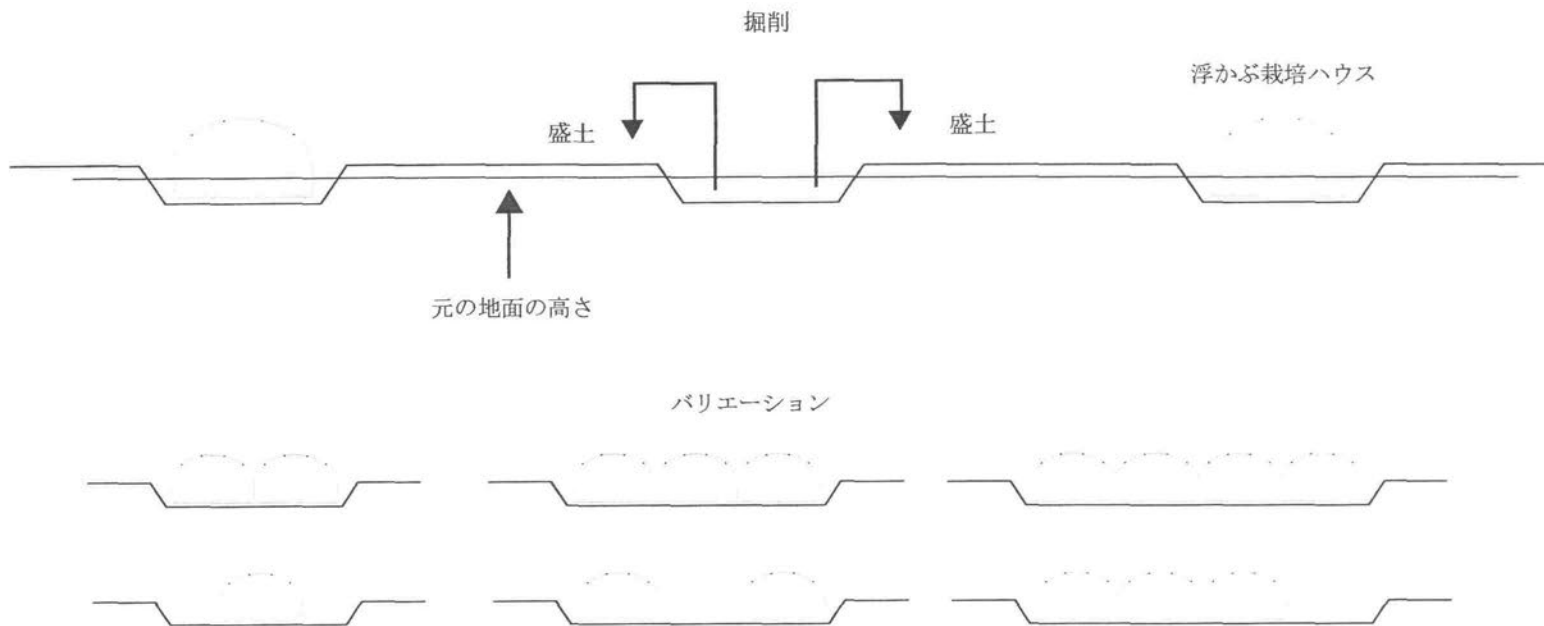 掘削
浮かぶ栽培ハウス
盛土
盛土
元の地面の高さ
バリエーション